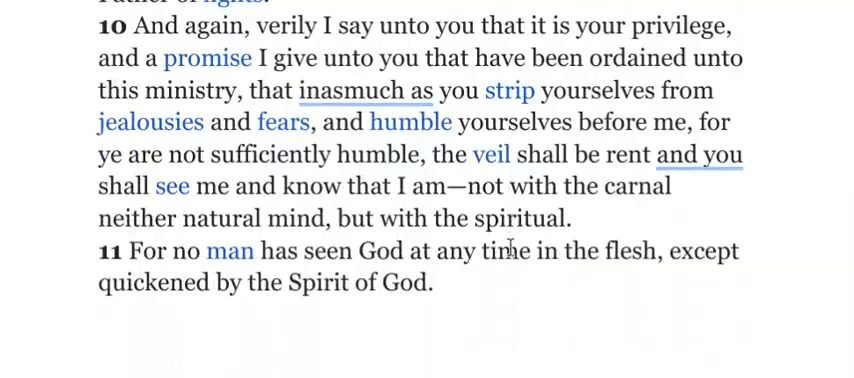 Father of lights.
10 And again, verily I say unto you that it is your privilege,
and a promise I give unto you that have been ordained unto
this ministry, that inasmuch as you strip yourselves from
jealousies and fears, and humble yourselves before me, for
ye are not sufficiently humble, the veil shall be rent and you
shall see me and know that I am—not with the carnal
neither natural mind, but with the spiritual.
11 For no man has seen God at any time in the flesh, except
quickened by the Spirit of God.